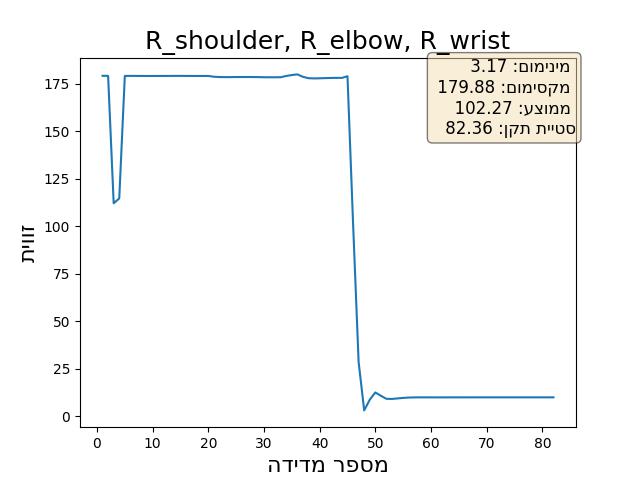 R_shoulder, R_elbow, R_wrist
מינימום: 3.17
מקסימום: 179.88
ממוצע: 102.27
סטיית תקן: 82.36
זווית
175
150
125
100
75
50
25
0
0 10 20 30 40 50 60 70 80
מספר מדידה